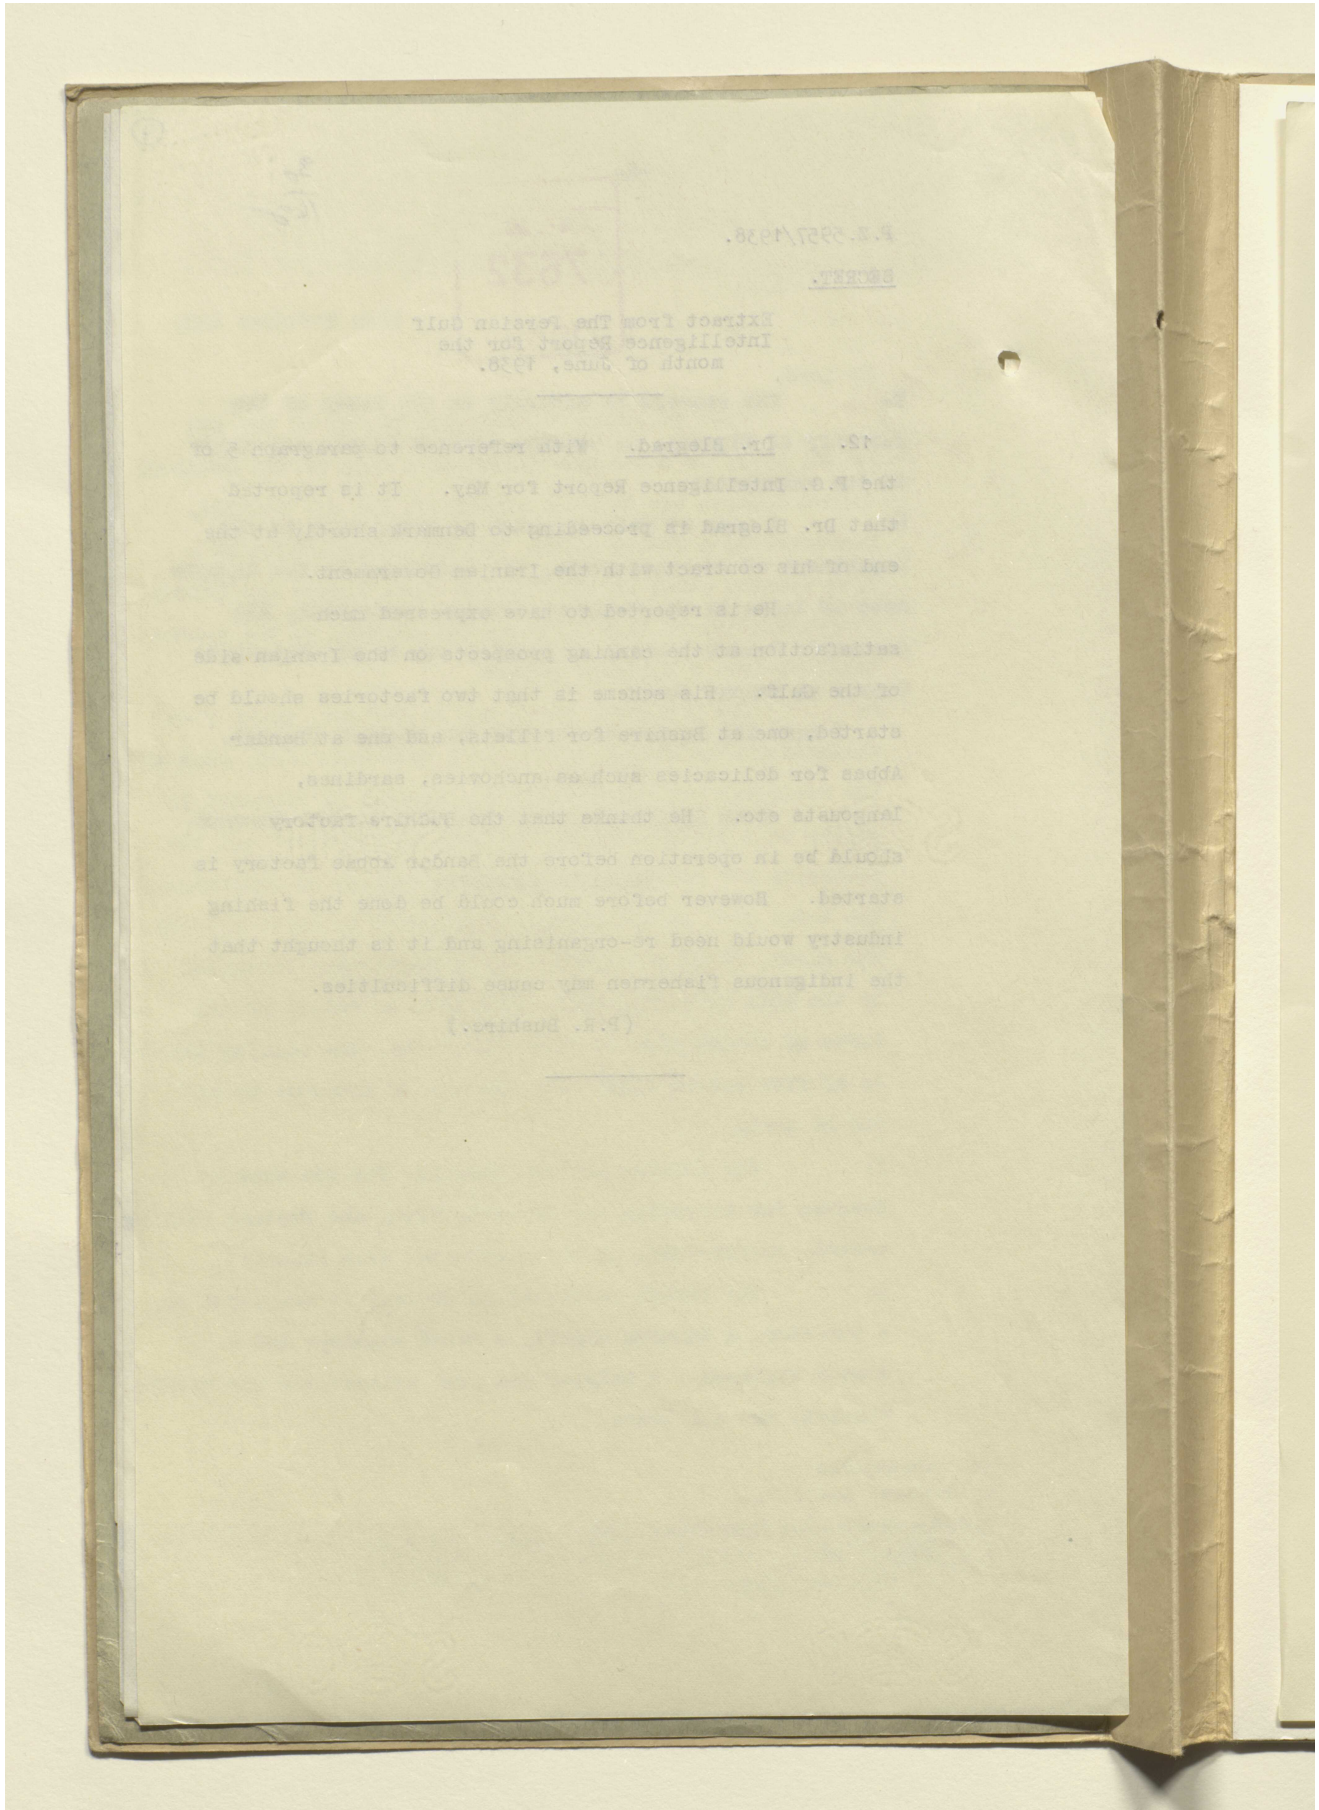 P.Z.5957/1938.
7632
SECRET.
Extract from The Persian Gulf
Intelligence Report for the
month of June, 1938.
12. Dr. Blegrad. With reference to paragraph 5 of
the P.G. Intelligence Report for May. It is reported
that Dr. Blegrad is proceeding to Denmark shortly at the
end of his contract with the Iranian Government.
He is reported to have expressed much
satisfaction at the canning prospects on the Iranian side
of the Gulf. His scheme is that two factories should be
started, one at Bushire for fillets, and one at Bandar
Abbas for delicacies such as anchovies, sardines,
langousts etc. He thinks that the Bushire factory
should be in operation before the Bandar Abbas factory is
started. However before much could be done the fishing
industry would need re-organising and it is thought that
the indigenous fishermen may cause difficulties.
(P.R. Bushire.)